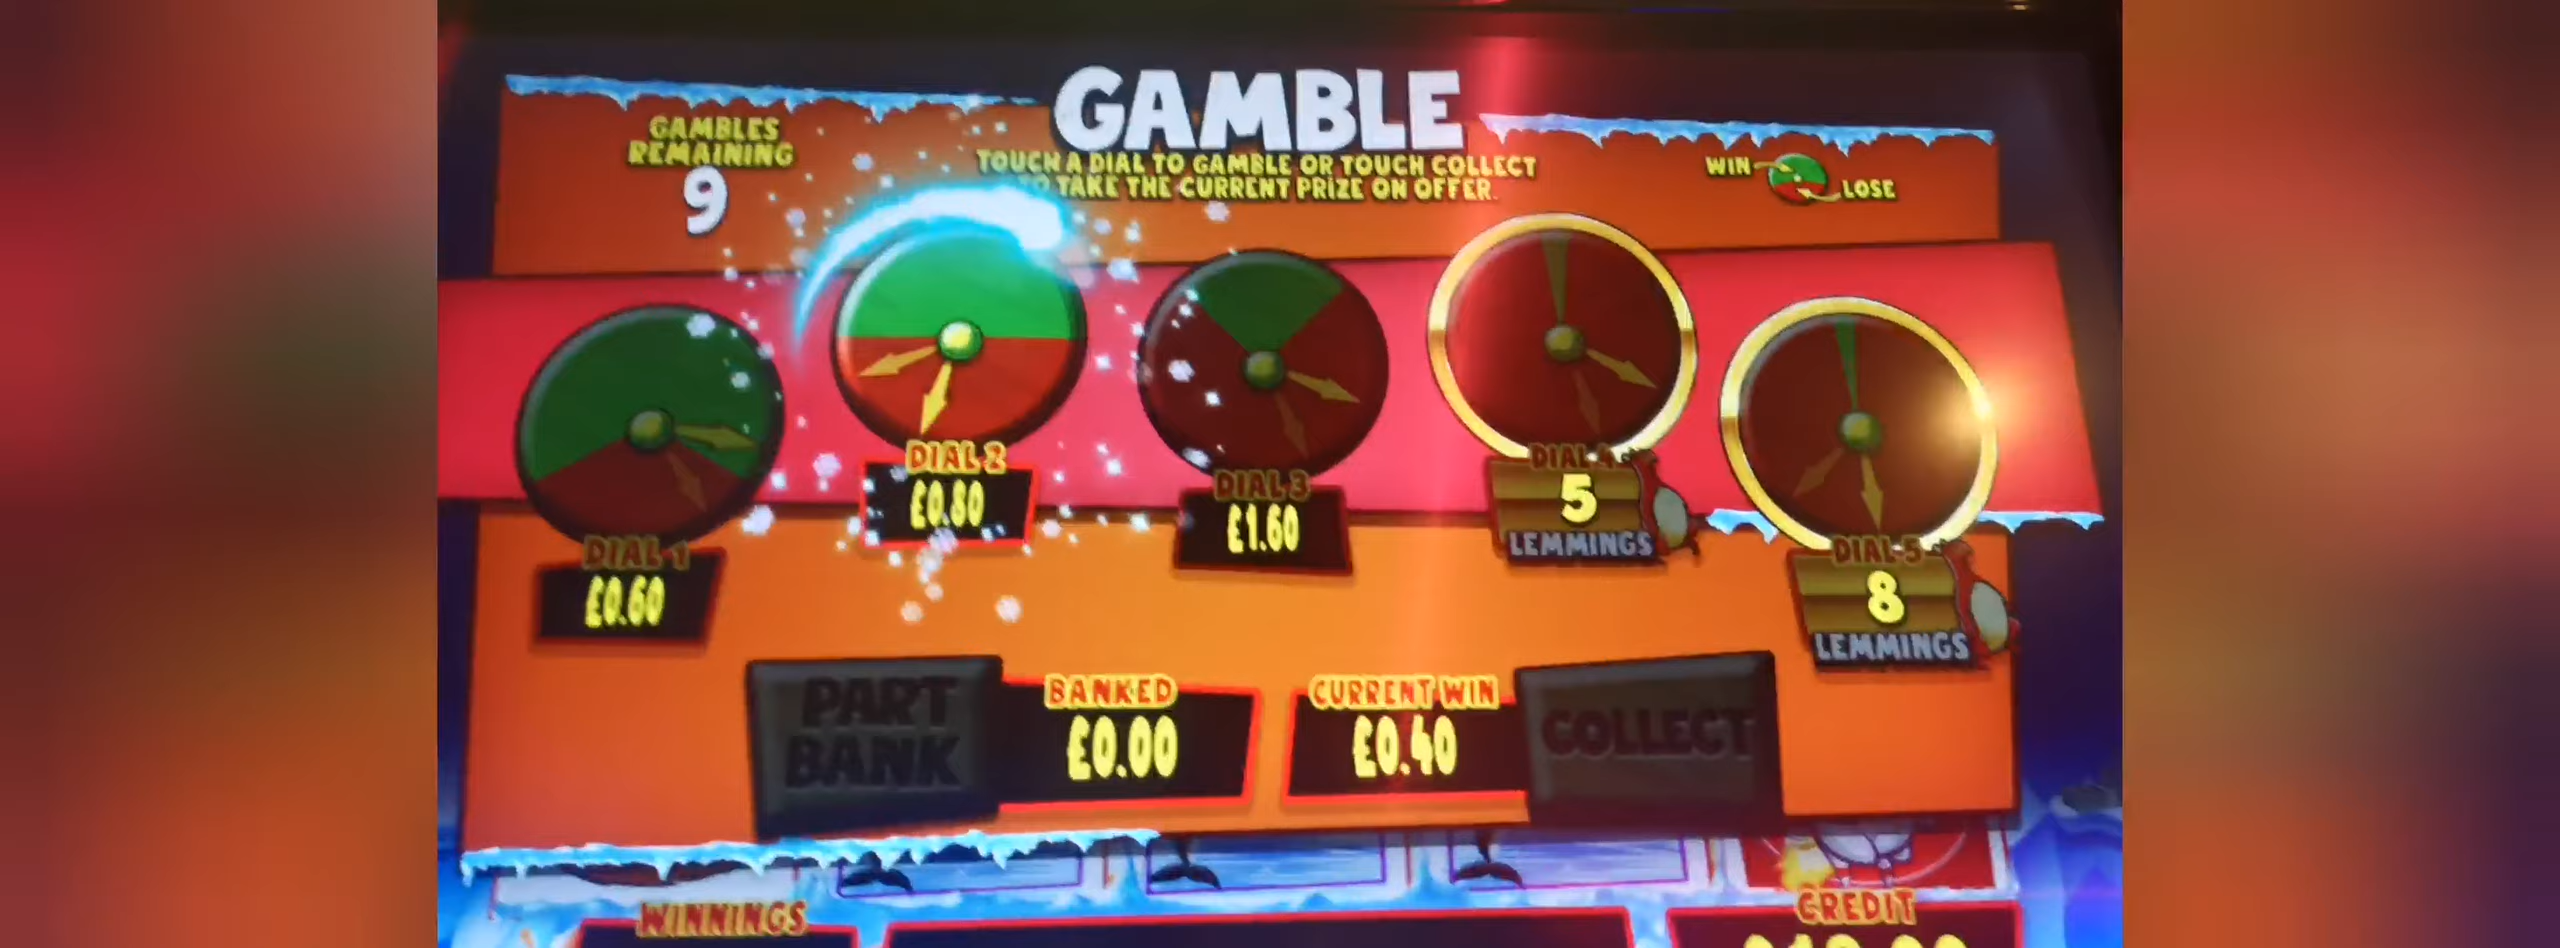 GAMBLE
GAMBLES
REMAINING
9
TOUCH A DIAL TO GAMBLE OR TOUCH COLLECT
TO TAKE THE CURRENT PRIZE ON OFFER.
WIN
LOSE
DIAL 1
£0.60
DIAL 2
£0.80
DIAL 3
£1.60
DIAL 4
5
LEMMINGS
DIAL 5
8
LEMMINGS
PART
BANK
BANKED
£0.00
CURRENT WIN
£0.40
COLLECT
WINNINGS
CREDIT